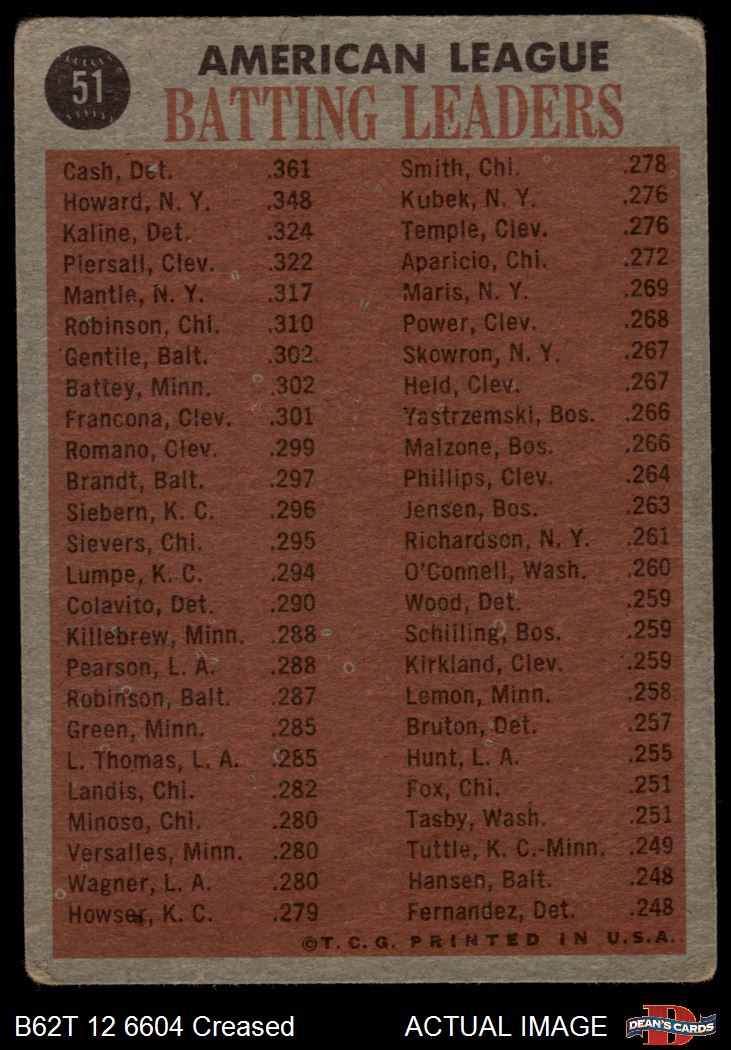 51
AMERICAN LEAGUE
BATTING LEADERS
Cash, Det. .361
Howard, N. Y. .348
Kaline, Det. .324
Piersall, Clev. .322
Mantle, N. Y. .317
Robinson, Chi. .310
Gentile, Balt. .302
Battey, Minn. .302
Francona, Clev. .301
Romano, Clev. .299
Brandt, Balt. .297
Siebern, K. C. .296
Sievers, Chi. .295
Lumpe, K. C. .294
Colavito, Det. .290
Killebrew, Minn. .288
Pearson, L. A. .288
Robinson, Balt. .287
Green, Minn. .285
L. Thomas, L. A. .285
Landis, Chi. .282
Minoso, Chi. .280
Versalles, Minn. .280
Wagner, L. A. .280
Howser, K. C. .279
Smith, Chi. .278
Kubek, N. Y. .276
Temple, Clev. .276
Aparicio, Chi. .272
Maris, N. Y. .269
Power, Clev. .268
Skowron, N. Y. .267
Held, Clev. .267
Yastrzemski, Bos. .266
Malzone, Bos. .266
Phillips, Clev. .264
Jensen, Bos. .263
Richardson, N. Y. .261
O'Connell, Wash. .260
Wood, Det. .259
Schilling, Bos. .259
Kirkland, Clev. .259
Lemon, Minn. .258
Bruton, Det. .257
Hunt, L. A. .255
Fox, Chi. .251
Tasby, Wash. .251
Tuttle, K. C.-Minn. .249
Hansen, Balt. .248
Fernandez, Det. .248
©T. C. G. PRINTED IN U.S.A.
B62T 12 6604 Creased ACTUAL IMAGE
D
DEAN'S CARDS